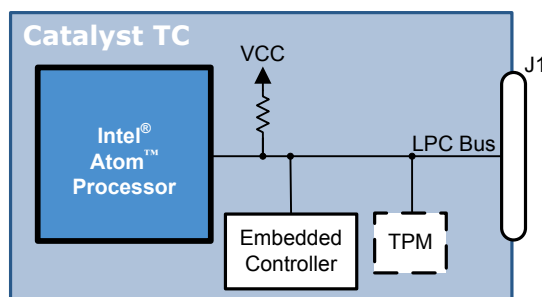 Catalyst TC
VCC
J1
Intel®
Atom™
Processor
LPC Bus
Embedded
Controller
TPM